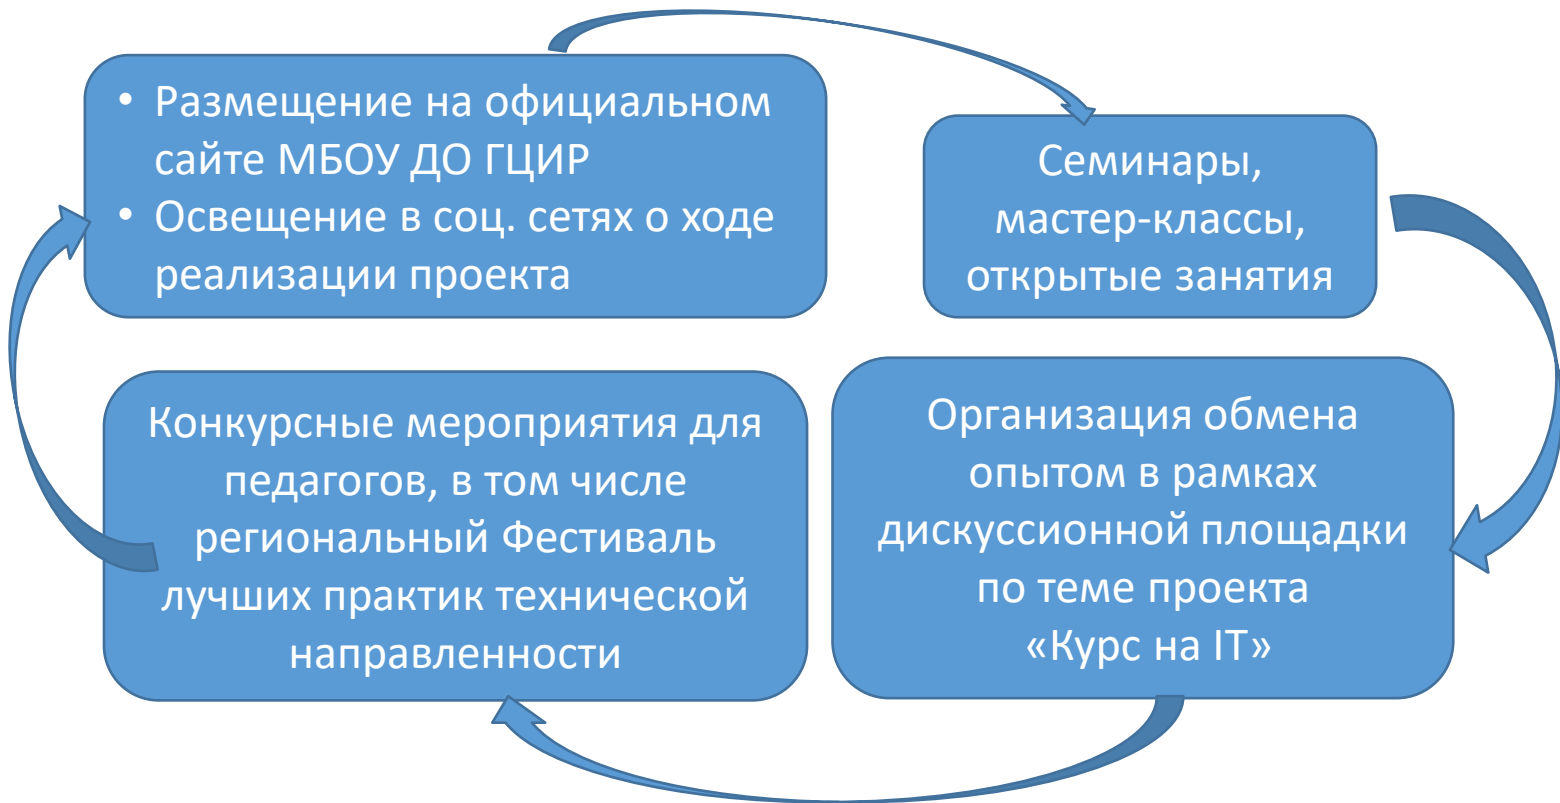 • Размещение на официальном
сайте МБОУ ДО ГЦИР
• Освещение в соц. сетях о ходе
реализации проекта
Семинары,
мастер-классы,
открытые занятия
Конкурсные мероприятия для
педагогов, в том числе
региональный Фестиваль
лучших практик технической
направленности
Организация обмена
опытом в рамках
дискуссионной площадки
по теме проекта
«Курс на IT»